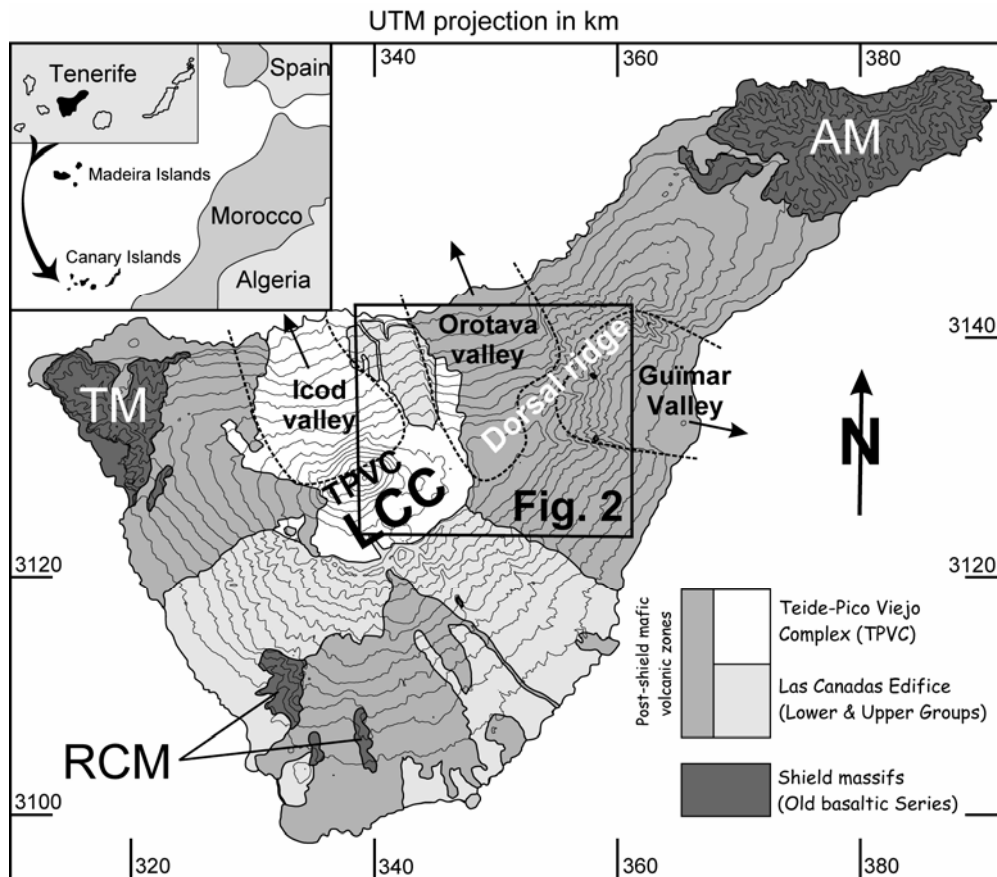 UTM projection in km
340
360
380
Tenerife
Spain
Madeira Islands
Morocco
Canary Islands
Algeria
AM
3140
Orotava
valley
Dorsal ridge
Guïmar
Valley
Icod
valley
TM
TPVC
LCC
Fig. 2
N
3120
3120
Post-shield mafic
volcanic zones
Teide-Pico Viejo
Complex (TPVC)
Las Canadas Edifice
(Lower & Upper Groups)
RCM
Shield massifs
(Old basaltic Series)
3100
3100
320
340
360
380